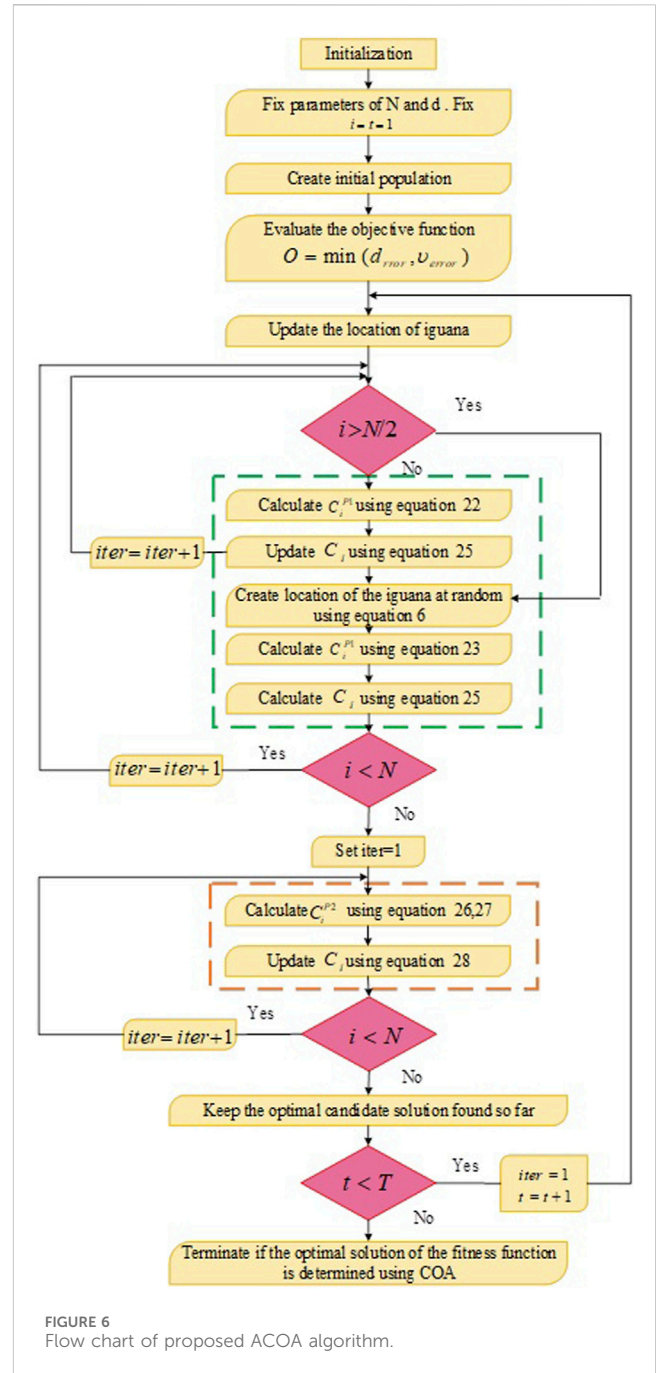 Initialization
Fix parameters of N and d . Fix
i = t = 1
Create initial population
Evaluate the objective function
O = min (d_rror , υ_error )
Update the location of iguana
Yes
i>N/2
No
Calculate C_i^P1 using equation 22
iter = iter+1
Update C_i using equation 25
Create location of the iguana at random
using equation 6
Calculate C_i^P1 using equation 23
Calculate C_i using equation 25
iter = iter+1
Yes
i < N
No
Set iter=1
Calculate C_i^P2 using equation 26,27
Update C_i using equation 28
iter = iter+1
Yes
i < N
No
Keep the optimal candidate solution found so far
t < T
Yes
iter = 1
t = t+1
No
Terminate if the optimal solution of the fitness function
is determined using COA
FIGURE 6
Flow chart of proposed ACOA algorithm.